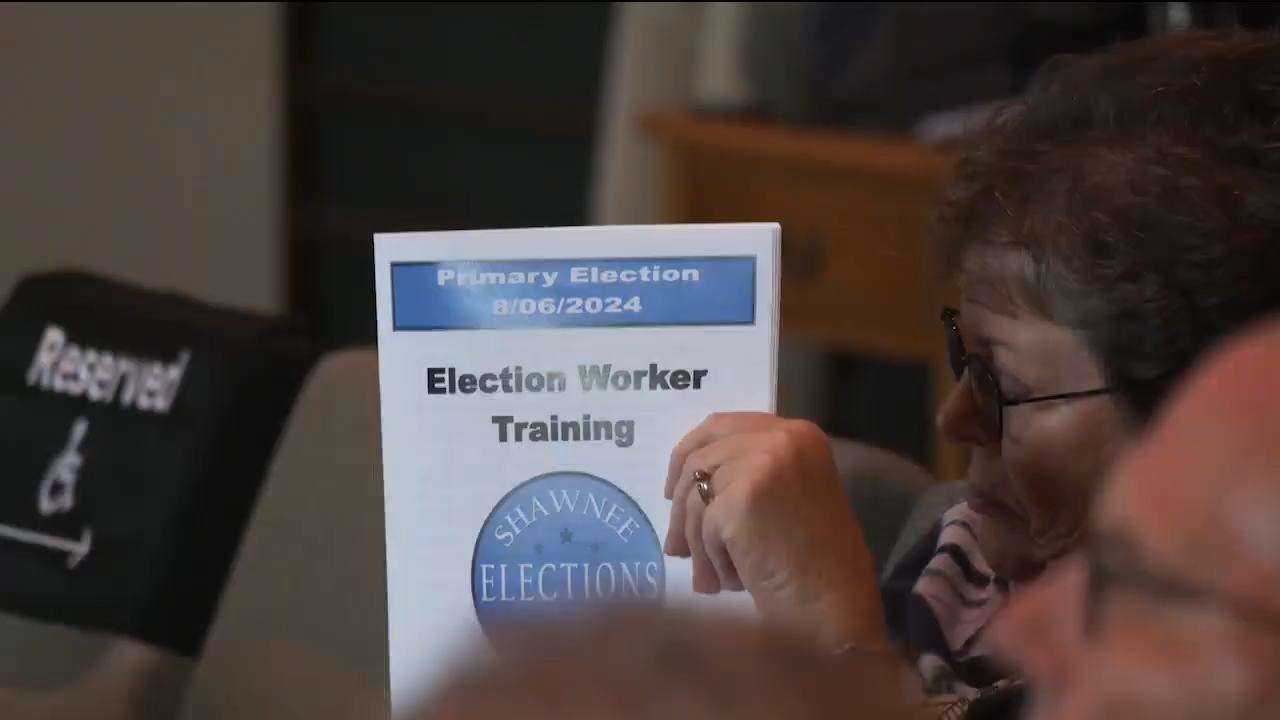 Primary Election
8/06/2024
Election Worker
Training
SHAWNEE
ELECTIONS
Reserved